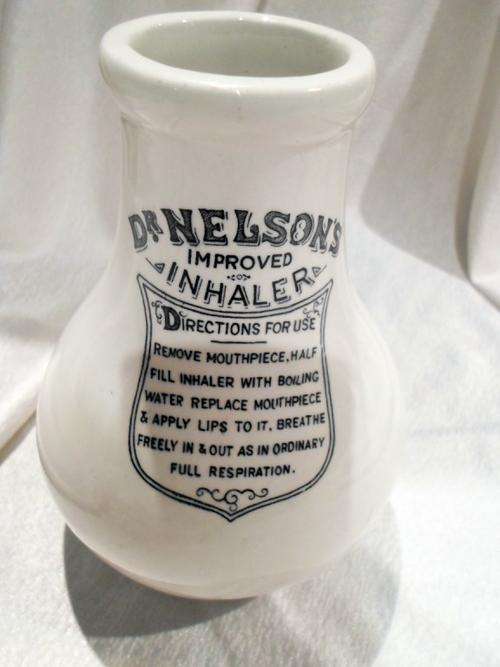 DR NELSON'S
IMPROVED
INHALER
DIRECTIONS FOR USE
REMOVE MOUTHPIECE, HALF
FILL INHALER WITH BOILING
WATER REPLACE MOUTHPIECE
& APPLY LIPS TO IT, BREATHE
FREELY IN & OUT AS IN ORDINARY
FULL RESPIRATION.